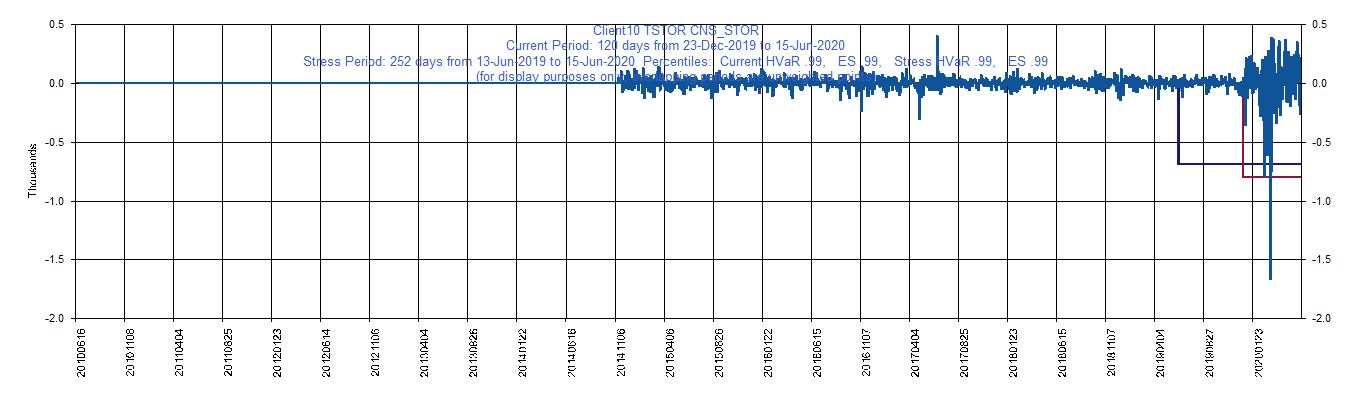 Client10 TSTOR CNS_STOR
Current Period: 120 days from 23-Dec-2019 to 15-Jun-2020
Stress Period: 252 days from 13-Jun-2019 to 15-Jun-2020 Percentiles: Current HVaR .99, ES .99, Stress HVaR .99, ES .99
(for display purposes
0.5 0.5
0.0 0.0
-0.5 -0.5
-1.0 -1.0
-1.5 -1.5
-2.0 -2.0
Thousands
20100616 20101108 20110404 20110825 20120123 20120614 20121106 20130404 20130826 20140122 20140616 20141106 20150406 20150826 20160122 20160615 20161107 20170404 20170825 20180123 20180615 20181107 20190404 20190827 20200123